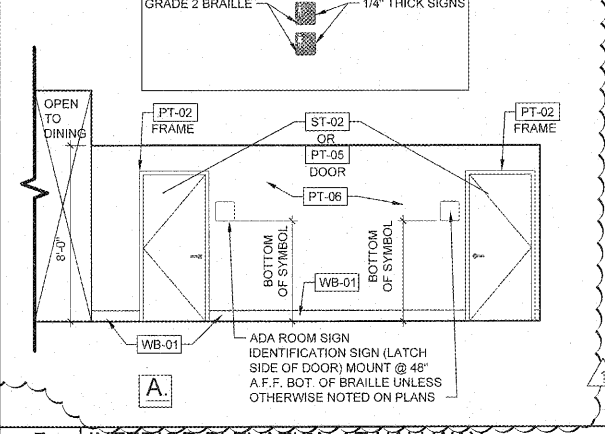 GRADE 2 BRAILLE
1/4" THICK SIGNS
OPEN
TO
DINING
PT-02
FRAME
ST-02
OR
PT-05
DOOR
PT-02
FRAME
PT-06
8'-0"
BOTTOM
OF SYMBOL
BOTTOM
OF SYMBOL
WB-01
WB-01
ADA ROOM SIGN
IDENTIFICATION SIGN (LATCH
SIDE OF DOOR) MOUNT @ 48"
A.F.F. BOT. OF BRAILLE UNLESS
OTHERWISE NOTED ON PLANS
A.